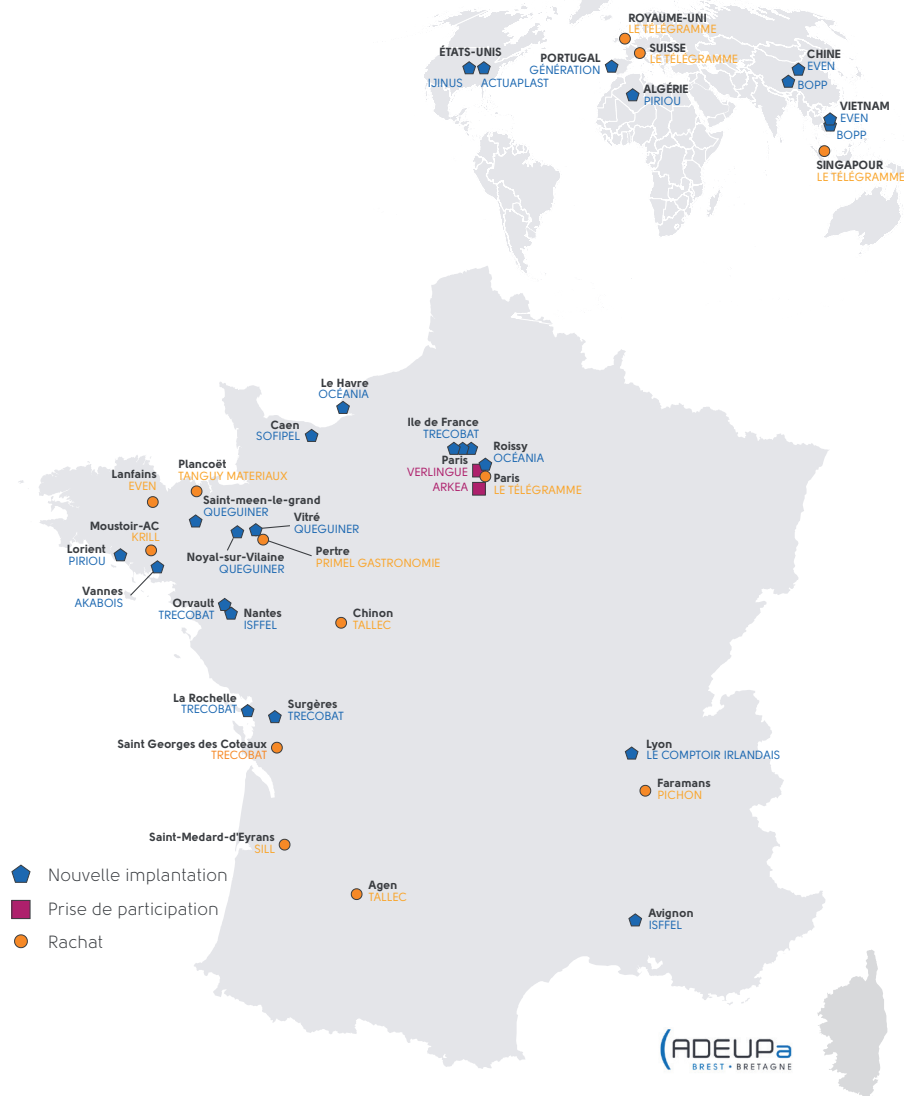 ROYAUME-UNI
LE TÉLÉGRAMME
SUISSE
LE TÉLÉGRAMME
ÉTATS-UNIS
IJINUS
ACTUAPLAST
PORTUGAL
GÉNÉRATION
CHINE
EVEN
BOPP
ALGÉRIE
PIRIOU
VIETNAM
EVEN
BOPP
SINGAPOUR
LE TÉLÉGRAMME
Le Havre
OCÉANIA
Caen
SOFIPEL
Ile de France
TRECOBAT
Roissy
OCÉANIA
Paris
VERLINGUE
ARKEA
Paris
LE TÉLÉGRAMME
Lanfains
EVEN
Plancoët
TANGUY MATERIAUX
Saint-meen-le-grand
QUEGUINER
Vitré
QUEGUINER
Moustoir-AC
KRILL
Lorient
PIRIOU
Noyal-sur-Vilaine
QUEGUINER
Pertre
PRIMEL GASTRONOMIE
Vannes
AKABOIS
Orvault
TRECOBAT
Nantes
ISFFEL
Chinon
TALLEC
La Rochelle
TRECOBAT
Surgères
TRECOBAT
Saint Georges des Coteaux
TRECOBAT
Lyon
LE COMPTOIR IRLANDAIS
Faramans
PICHON
Saint-Medard-d'Eyrans
SILL
Agen
TALLEC
Avignon
ISFFEL
Nouvelle implantation
Prise de participation
Rachat
ADEUPa
BREST • BRETAGNE